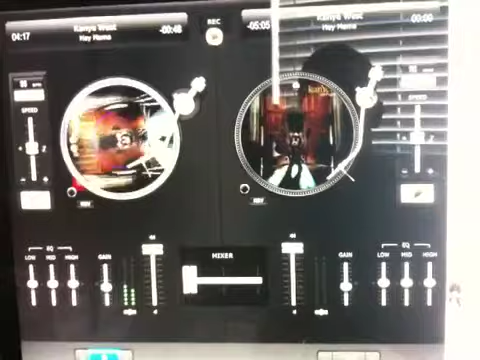 Kanye West
Hey Mama
04:17
-00:48
REC
-05:05
Kanye West
Hey Mama
00:00
SPEED
SPEED
REV
REV
EQ
LOW
MID
HIGH
GAIN
MIXER
GAIN
EQ
LOW
MID
HIGH